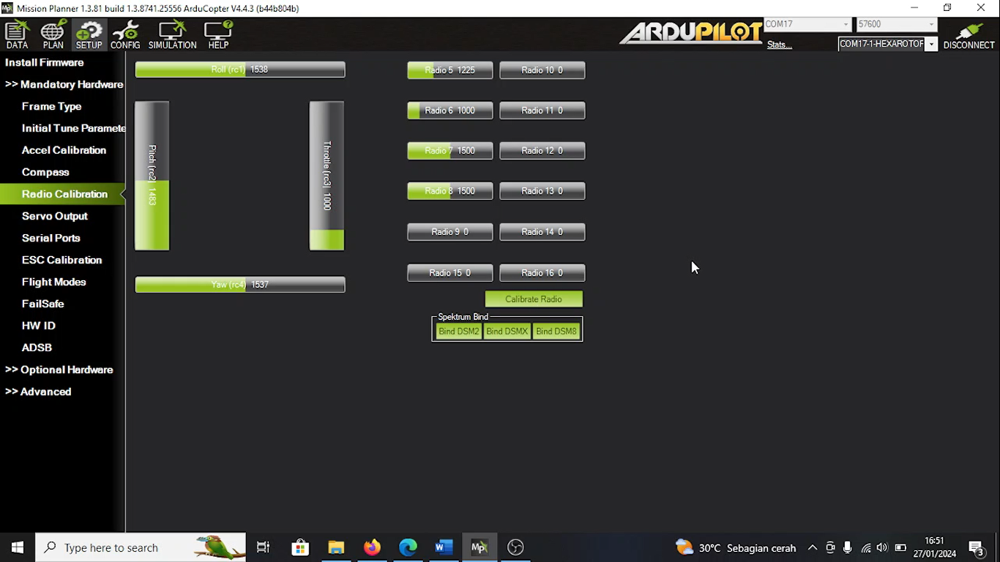 Mission Planner 1.3.81 build 1.3.8741.25556 ArduCopter V4.4.3 (b44b804b)
DATA PLAN SETUP CONFIG SIMULATION HELP
ARDUPILOT
COM17 57600
Stats... COM17-1-HEXAROTOR DISCONNECT
Install Firmware
>> Mandatory Hardware
Frame Type
Initial Tune Paramete
Accel Calibration
Compass
Radio Calibration
Servo Output
Serial Ports
ESC Calibration
Flight Modes
FailSafe
HW ID
ADSB
>> Optional Hardware
>> Advanced
Roll (rc1) 1538
Pitch (rc2) 1483
Throttle (rc3) 1000
Yaw (rc4) 1537
Radio 5 1225 Radio 10 0
Radio 6 1000 Radio 11 0
Radio 7 1500 Radio 12 0
Radio 8 1500 Radio 13 0
Radio 9 0 Radio 14 0
Radio 15 0 Radio 16 0
Calibrate Radio
Spektrum Bind
Bind DSM2 Bind DSMX Bind DSM8
Type here to search
30°C Sebagian cerah
16:51
27/01/2024
3